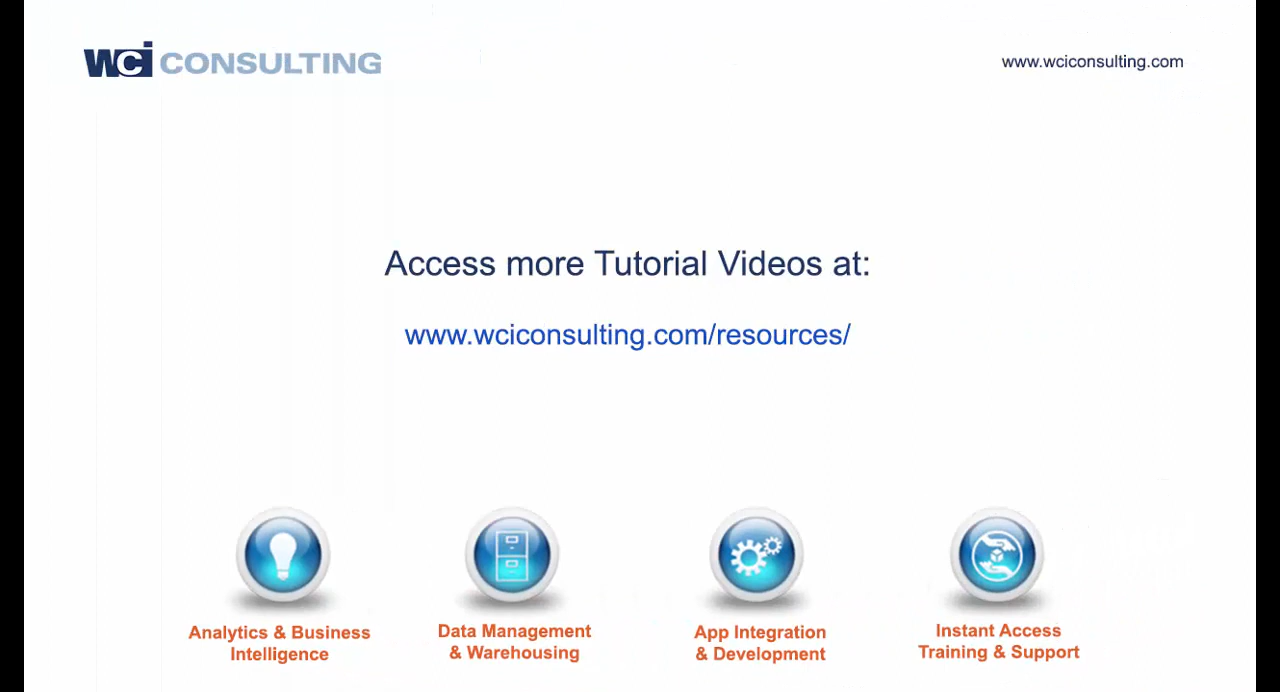 WCi CONSULTING
www.wciconsulting.com
Access more Tutorial Videos at:
www.wciconsulting.com/resources/
Analytics & Business
Intelligence
Data Management
& Warehousing
App Integration
& Development
Instant Access
Training & Support